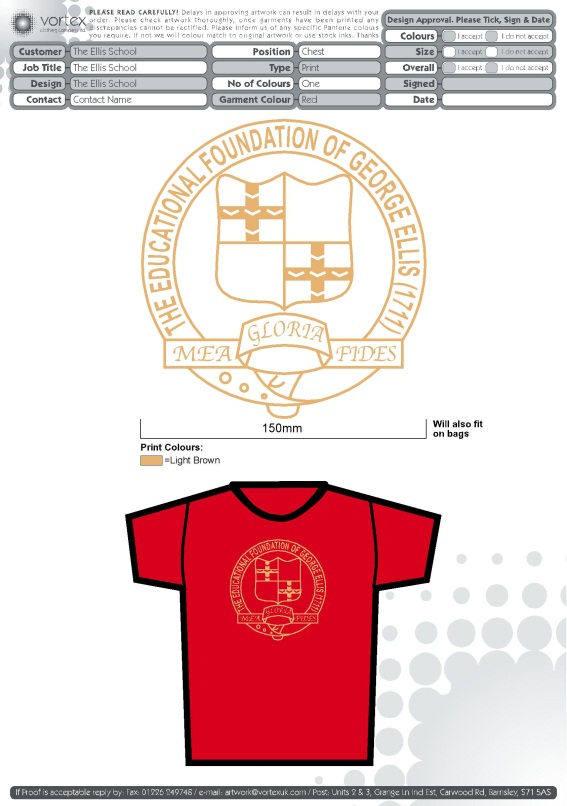 vortex
PLEASE READ CAREFULLY! Delays in approving artwork can result in delays with your
order. Please check artwork thoroughly, once garments have been printed any
discrepancies cannot be rectified. Please inform us of any specific Pantone colours
you require, if not we will colour match to original artwork or use stock inks. Thanks
Design Approval. Please Tick, Sign & Date
Colours I accept I do not accept
Customer The Ellis School Position Chest Size I accept I do not accept
Job Title The Ellis School Type Print Overall I accept I do not accept
Design The Ellis School No of Colours One Signed
Contact Contact Name Garment Colour Red Date
THE EDUCATIONAL FOUNDATION OF GEORGE ELLIS (1711)
MEA GLORIA FIDES
150mm
Will also fit
on bags
Print Colours:
=Light Brown
THE EDUCATIONAL FOUNDATION OF GEORGE ELLIS (1711)
MEA GLORIA FIDES
If Proof is acceptable reply by: Fax: 01226 249748 / e-mail: artwork@vortexuk.com / Post: Units 2 & 3, Grange Ln Ind Est, Carwood Rd, Barnsley, S71 5AS